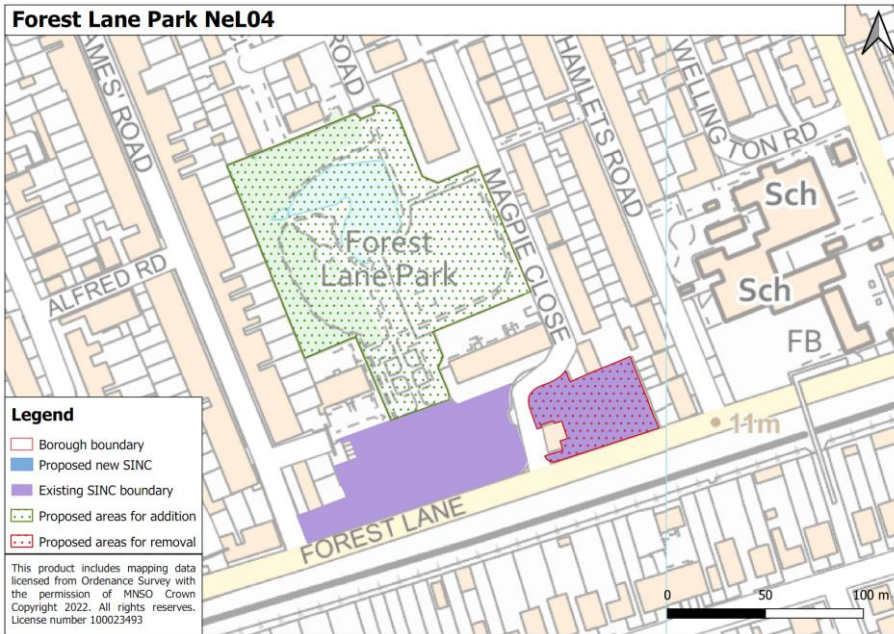 Forest Lane Park NeL04
AMES' ROAD
ROAD
HAMLETS ROAD
WELLING
TON RD
MAGPIE CLOSE
Sch
Sch
Forest
Lane Park
ALFRED RD
FB
11m
FOREST LANE
Legend
Borough boundary
Proposed new SINC
Existing SINC boundary
Proposed areas for addition
Proposed areas for removal
This product includes mapping data
licensed from Ordenance Survey with
the permission of MNSO Crown
Copyright 2022. All rights reserves.
License number 100023493
0 50 100 m